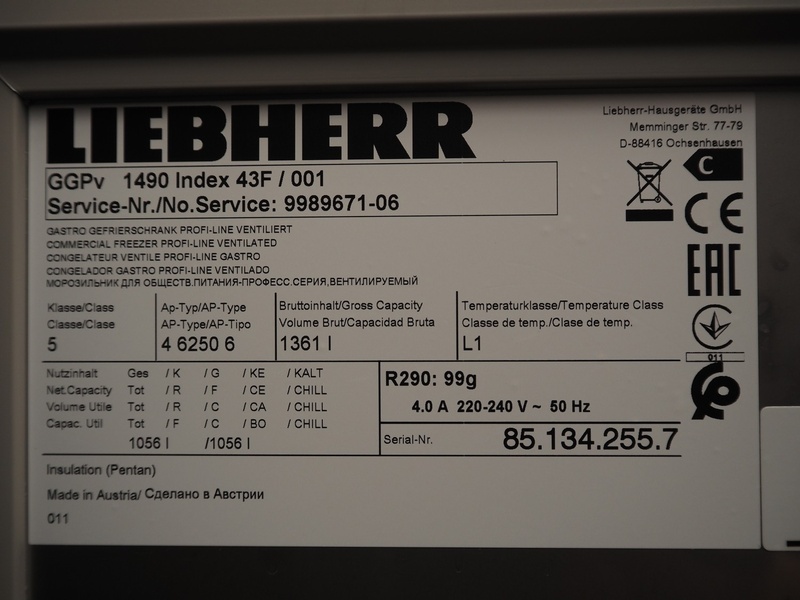 LIEBHERR
Liebherr-Hausgeräte GmbH
Memminger Str. 77-79
D-88416 Ochsenhausen
GGPv 1490 Index 43F / 001
Service-Nr./No.Service: 9989671-06
C
CE
EAC
011
GASTRO GEFRIERSCHRANK PROFI-LINE VENTILIERT
COMMERCIAL FREEZER PROFI-LINE VENTILATED
CONGELATEUR VENTILE PROFI-LINE GASTRO
CONGELADOR GASTRO PROFI-LINE VENTILADO
МОРОЗИЛЬНИК ДЛЯ ОБЩЕСТВ.ПИТАНИЯ-ПРОФЕСС.СЕРИЯ,ВЕНТИЛИРУЕМЫЙ
Klasse/Class
Classe/Clase
5
Ap-Typ/AP-Type
AP-Type/AP-Tipo
4 6250 6
Bruttoinhalt/Gross Capacity
Volume Brut/Capacidad Bruta
1361 l
Temperaturklasse/Temperature Class
Classe de temp./Clase de temp.
L1
Nutzinhalt Ges / K / G / KE / KALT
Net.Capacity Tot / R / F / CE / CHILL
Volume Utile Tot / R / C / CA / CHILL
Capac. Util Tot / F / C / BO / CHILL
1056 l /1056 l
R290: 99g
4.0 A 220-240 V ~ 50 Hz
Serial-Nr. 85.134.255.7
Insulation (Pentan)
Made in Austria/ Сделано в Австрии
011